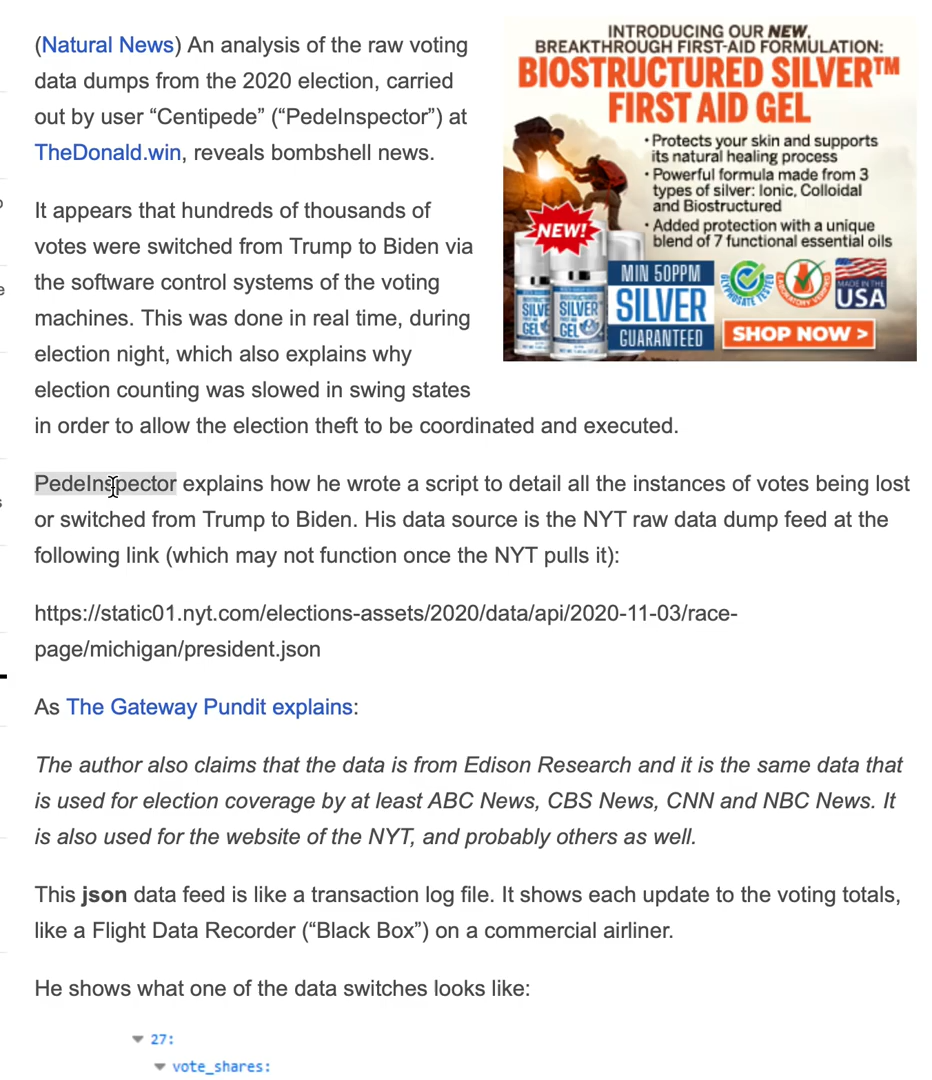 (Natural News) An analysis of the raw voting
data dumps from the 2020 election, carried
out by user “Centipede” (“PedeInspector”) at
TheDonald.win, reveals bombshell news.
It appears that hundreds of thousands of
votes were switched from Trump to Biden via
the software control systems of the voting
machines. This was done in real time, during
election night, which also explains why
election counting was slowed in swing states
in order to allow the election theft to be coordinated and executed.
INTRODUCING OUR NEW,
BREAKTHROUGH FIRST-AID FORMULATION:
BIOSTRUCTURED SILVER™
FIRST AID GEL
• Protects your skin and supports
its natural healing process
• Powerful formula made from 3
types of silver: Ionic, Colloidal
and Biostructured
• Added protection with a unique
blend of 7 functional essential oils
NEW!
MIN 50PPM
SILVER
GUARANTEED
MADE IN THE
USA
SHOP NOW >
PedeInspector explains how he wrote a script to detail all the instances of votes being lost
or switched from Trump to Biden. His data source is the NYT raw data dump feed at the
following link (which may not function once the NYT pulls it):
https://static01.nyt.com/elections-assets/2020/data/api/2020-11-03/race-
page/michigan/president.json
As The Gateway Pundit explains:
The author also claims that the data is from Edison Research and it is the same data that
is used for election coverage by at least ABC News, CBS News, CNN and NBC News. It
is also used for the website of the NYT, and probably others as well.
This json data feed is like a transaction log file. It shows each update to the voting totals,
like a Flight Data Recorder (“Black Box”) on a commercial airliner.
He shows what one of the data switches looks like:
27:
vote_shares: